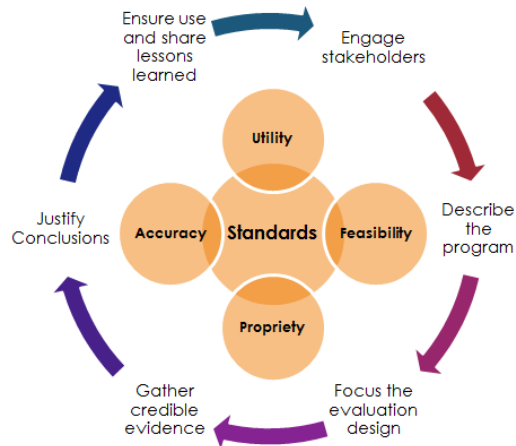 Ensure use
and share
lessons
learned
Engage
stakeholders
Utility
Justify
Conclusions
Accuracy
Standards
Feasibility
Describe
the
program
Propriety
Gather
credible
evidence
Focus the
evaluation
design